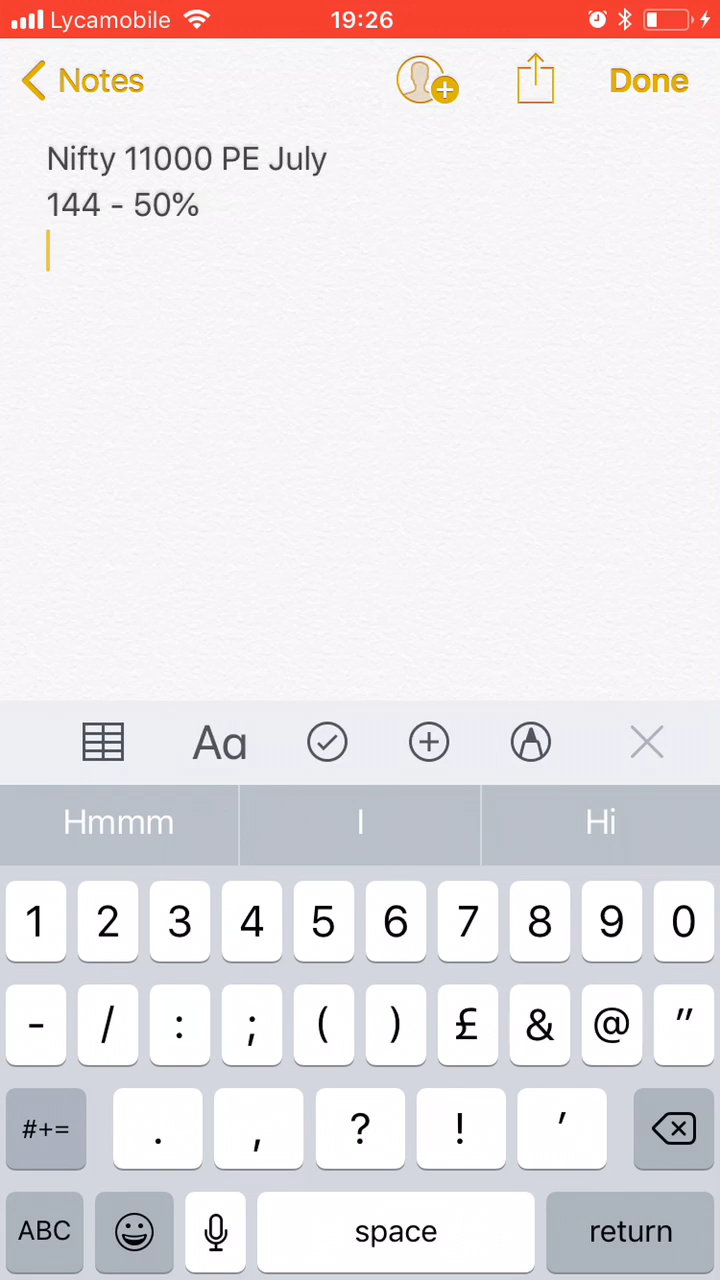 Lycamobile 19:26
Notes Done
Nifty 11000 PE July
144 - 50%
Aa
Hmmm I Hi
1 2 3 4 5 6 7 8 9 0
- / : ; ( ) £ & @ "
#+= . , ? ! '
ABC space return